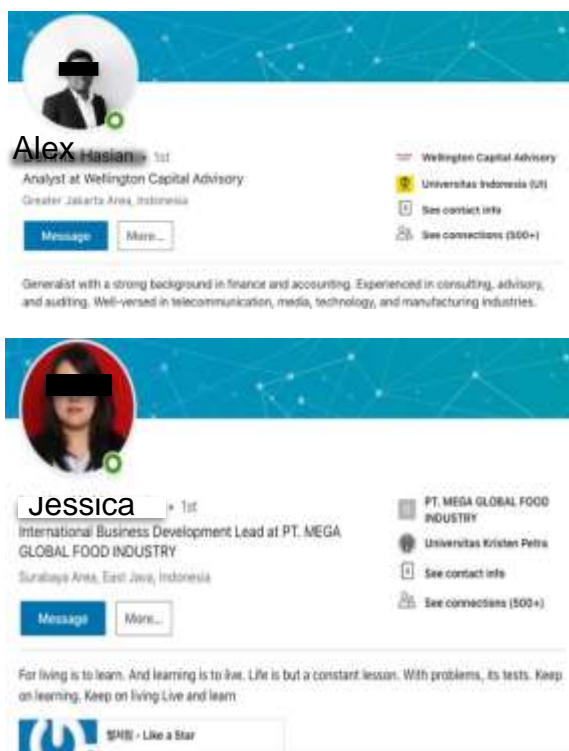 Alex • 1st
Analyst at Wellington Capital Advisory
Greater Jakarta Area, Indonesia
Message More...
Wellington Capital Advisory
Universitas Indonesia (UI)
See contact info
See connections (500+)
Generalist with a strong background in finance and accounting. Experienced in consulting, advisory,
and auditing. Well-versed in telecommunication, media, technology, and manufacturing industries.
Jessica • 1st
International Business Development Lead at PT. MEGA
GLOBAL FOOD INDUSTRY
Surabaya Area, East Java, Indonesia
Message More...
PT. MEGA GLOBAL FOOD
INDUSTRY
Universitas Kristen Petra
See contact info
See connections (500+)
For living is to learn. And learning is to live. Life is but a constant lesson. With problems, its tests. Keep
on learning. Keep on living Live and learn
- Like a Star